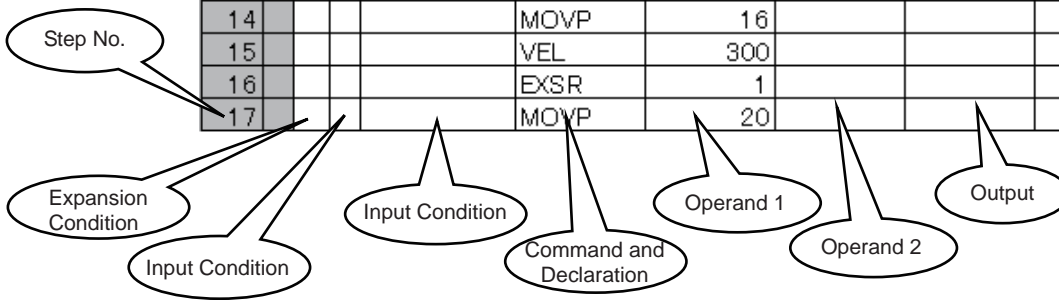 14 MOVP 16
15 VEL 300
16 EXSR 1
17 MOVP 20
Step No.
Expansion
Condition
Input Condition
Input Condition
Command and
Declaration
Operand 1
Operand 2
Output